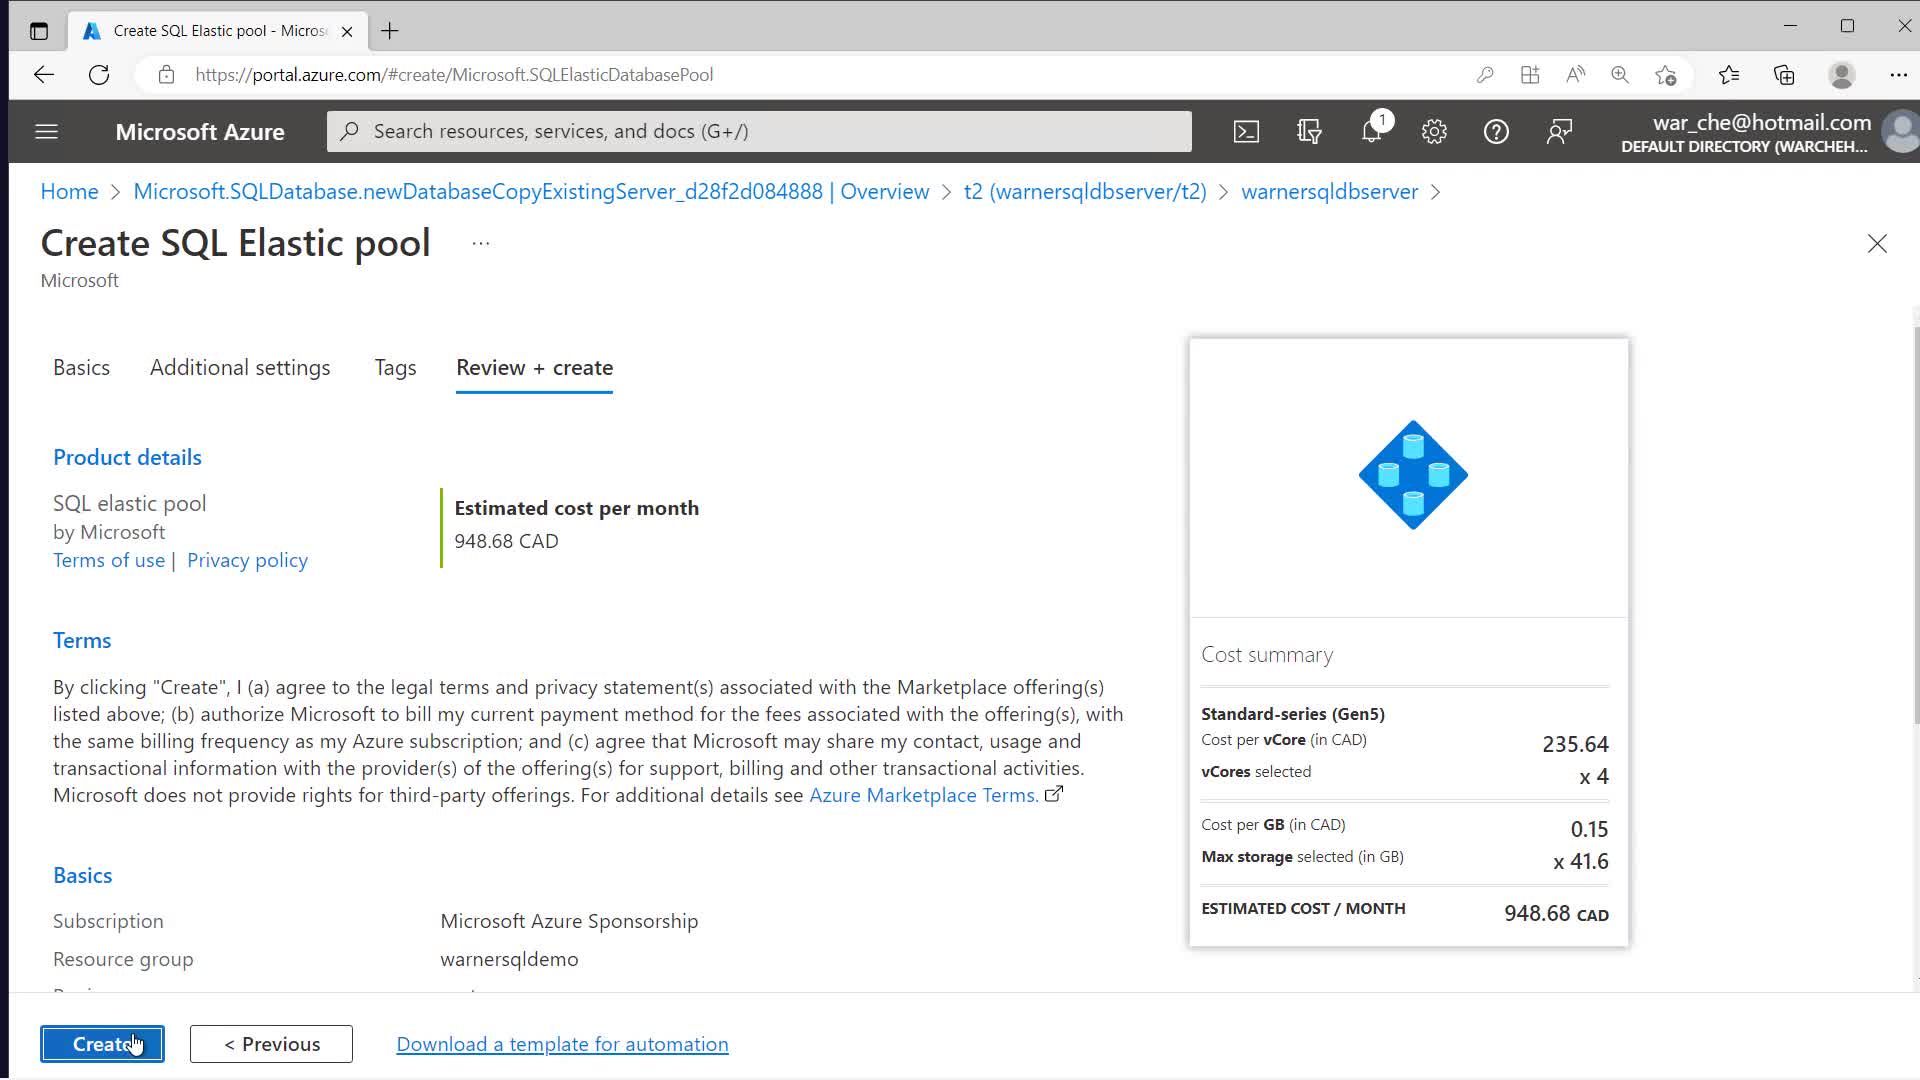 Create SQL Elastic pool - Micros
https://portal.azure.com/#create/Microsoft.SQLElasticDatabasePool
Microsoft Azure
Search resources, services, and docs (G+/)
1
war_che@hotmail.com
DEFAULT DIRECTORY (WARCHEH...
Home > Microsoft.SQLDatabase.newDatabaseCopyExistingServer_d28f2d084888 | Overview > t2 (warnersqldbserver/t2) > warnersqldbserver >
Create SQL Elastic pool ...
Microsoft
Basics Additional settings Tags Review + create
Product details
SQL elastic pool
by Microsoft
Terms of use | Privacy policy
Estimated cost per month
948.68 CAD
Terms
By clicking "Create", I (a) agree to the legal terms and privacy statement(s) associated with the Marketplace offering(s)
listed above; (b) authorize Microsoft to bill my current payment method for the fees associated with the offering(s), with
the same billing frequency as my Azure subscription; and (c) agree that Microsoft may share my contact, usage and
transactional information with the provider(s) of the offering(s) for support, billing and other transactional activities.
Microsoft does not provide rights for third-party offerings. For additional details see Azure Marketplace Terms.
Basics
Subscription Microsoft Azure Sponsorship
Resource group warnersqldemo
Cost summary
Standard-series (Gen5)
Cost per vCore (in CAD) 235.64
vCores selected x 4
Cost per GB (in CAD) 0.15
Max storage selected (in GB) x 41.6
ESTIMATED COST / MONTH 948.68 CAD
Create
< Previous
Download a template for automation